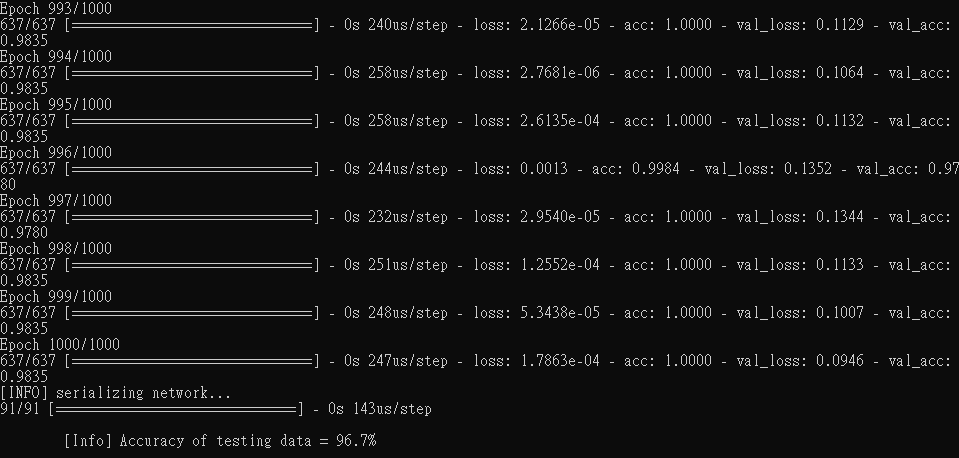 Epoch 993/1000
637/637 [==============================] - 0s 240us/step - loss: 2.1266e-05 - acc: 1.0000 - val_loss: 0.1129 - val_acc:
0.9835
Epoch 994/1000
637/637 [==============================] - 0s 258us/step - loss: 2.7681e-06 - acc: 1.0000 - val_loss: 0.1064 - val_acc:
0.9835
Epoch 995/1000
637/637 [==============================] - 0s 258us/step - loss: 2.6135e-04 - acc: 1.0000 - val_loss: 0.1132 - val_acc:
0.9835
Epoch 996/1000
637/637 [==============================] - 0s 244us/step - loss: 0.0013 - acc: 0.9984 - val_loss: 0.1352 - val_acc: 0.97
80
Epoch 997/1000
637/637 [==============================] - 0s 232us/step - loss: 2.9540e-05 - acc: 1.0000 - val_loss: 0.1344 - val_acc:
0.9780
Epoch 998/1000
637/637 [==============================] - 0s 251us/step - loss: 1.2552e-04 - acc: 1.0000 - val_loss: 0.1133 - val_acc:
0.9835
Epoch 999/1000
637/637 [==============================] - 0s 248us/step - loss: 5.3438e-05 - acc: 1.0000 - val_loss: 0.1007 - val_acc:
0.9835
Epoch 1000/1000
637/637 [==============================] - 0s 247us/step - loss: 1.7863e-04 - acc: 1.0000 - val_loss: 0.0946 - val_acc:
0.9835
[INFO] serializing network...
91/91 [==============================] - 0s 143us/step
[Info] Accuracy of testing data = 96.7%